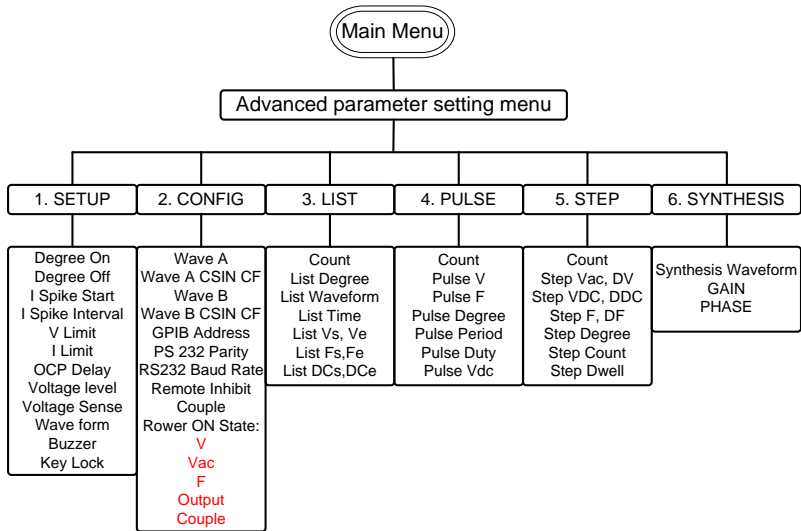 Main Menu
Advanced parameter setting menu
1. SETUP
2. CONFIG
3. LIST
4. PULSE
5. STEP
6. SYNTHESIS
Degree On
Degree Off
I Spike Start
I Spike Interval
V Limit
I Limit
OCP Delay
Voltage level
Voltage Sense
Wave form
Buzzer
Key Lock
Wave A
Wave A CSIN CF
Wave B
Wave B CSIN CF
GPIB Address
PS 232 Parity
RS232 Baud Rate
Remote Inhibit
Couple
Rower ON State:
V
Vac
F
Output
Couple
Count
List Degree
List Waveform
List Time
List Vs, Ve
List Fs,Fe
List DCs,DCe
Count
Pulse V
Pulse F
Pulse Degree
Pulse Period
Pulse Duty
Pulse Vdc
Count
Step Vac, DV
Step VDC, DDC
Step F, DF
Step Degree
Step Count
Step Dwell
Synthesis Waveform
GAIN
PHASE